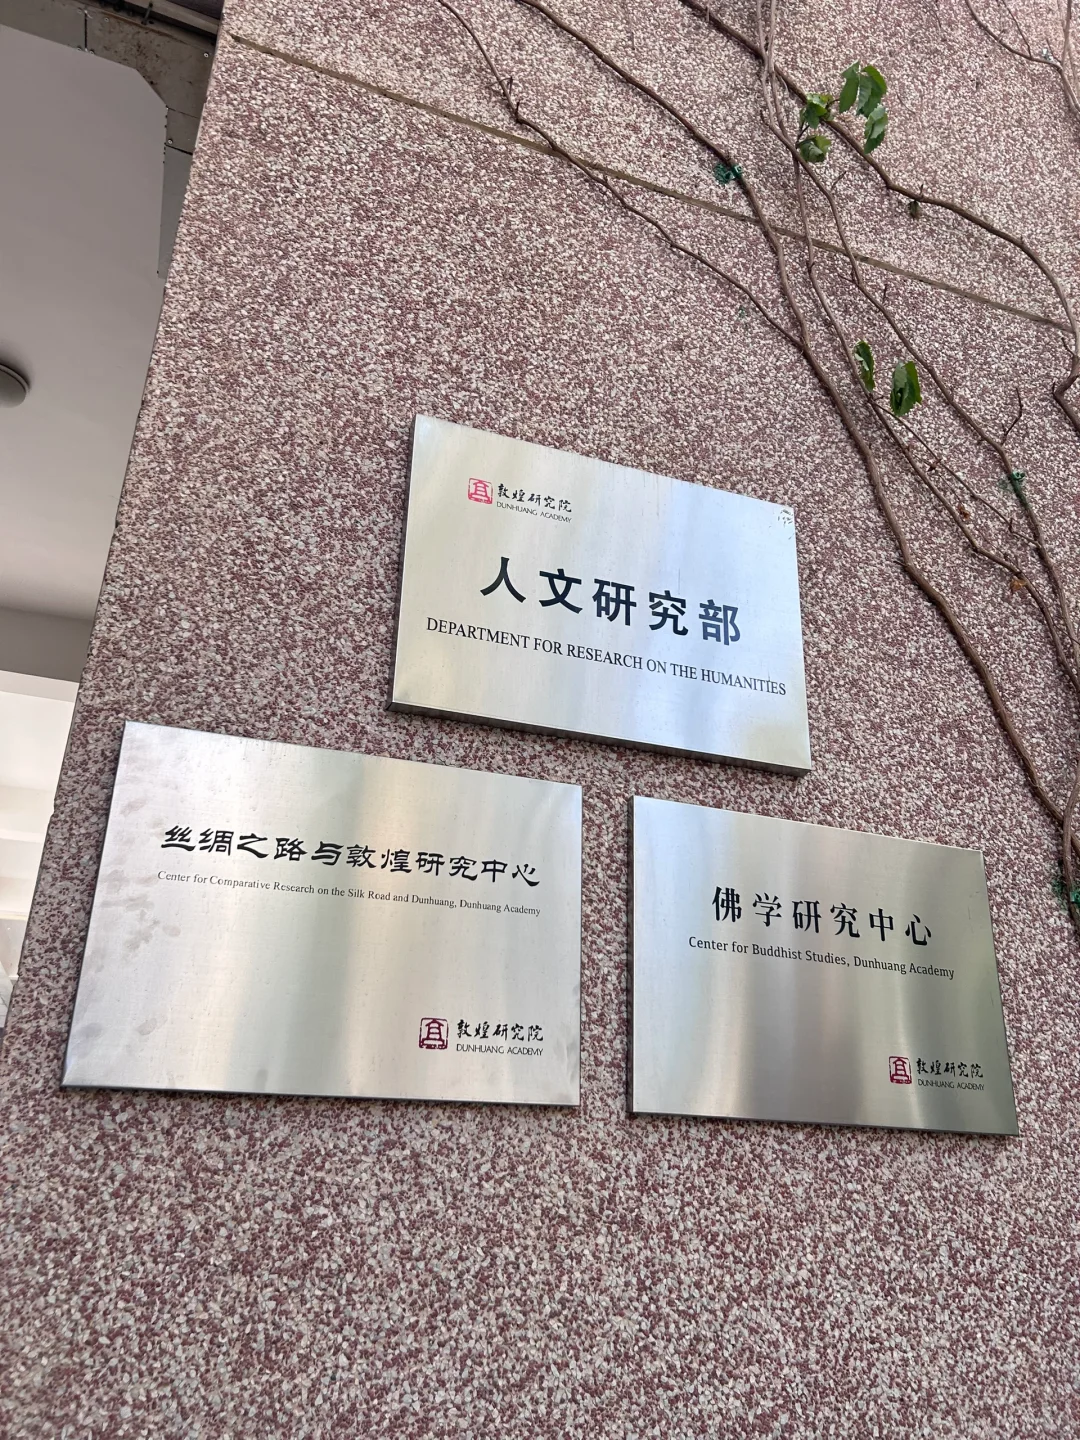 敦煌研究院
DUNHUANG ACADEMY
人文研究部
DEPARTMENT FOR RESEARCH ON THE HUMANITIES
丝绸之路与敦煌研究中心
Center for Comparative Research on the Silk Road and Dunhuang, Dunhuang Academy
敦煌研究院
DUNHUANG ACADEMY
佛学研究中心
Center for Buddhist Studies, Dunhuang Academy
敦煌研究院
DUNHUANG ACADEMY